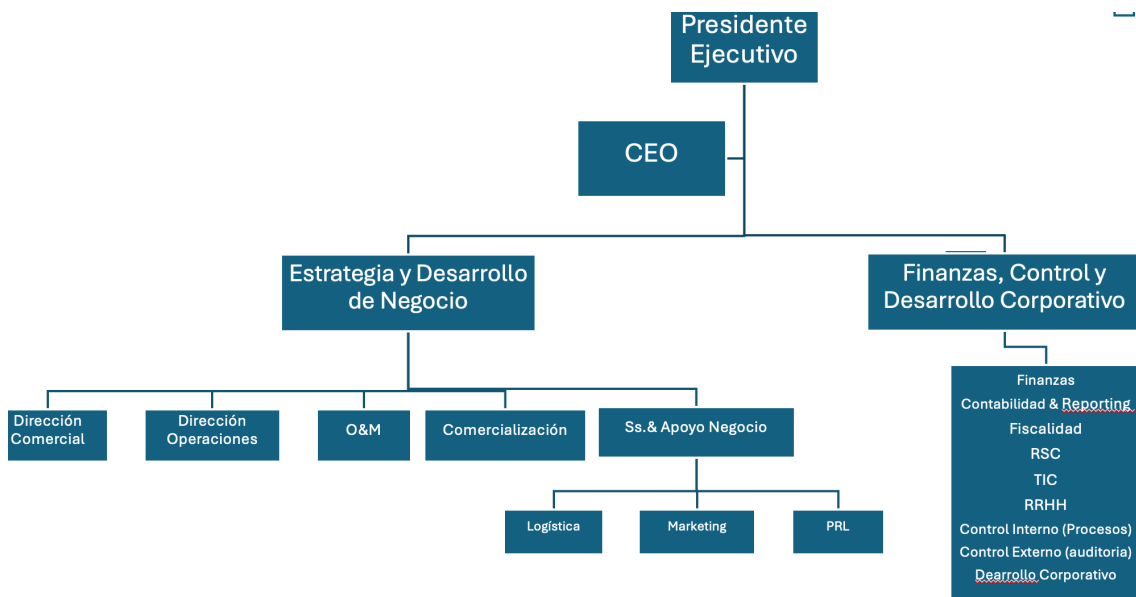 Presidente
Ejecutivo
CEO
Estrategia y Desarrollo
de Negocio
Finanzas, Control y
Desarrollo Corporativo
Dirección
Comercial
Dirección
Operaciones
O&M
Comercialización
Ss.& Apoyo Negocio
Logística
Marketing
PRL
Finanzas
Contabilidad & Reporting
Fiscalidad
RSC
TIC
RRHH
Control Interno (Procesos)
Control Externo (auditoria)
Dearrollo Corporativo